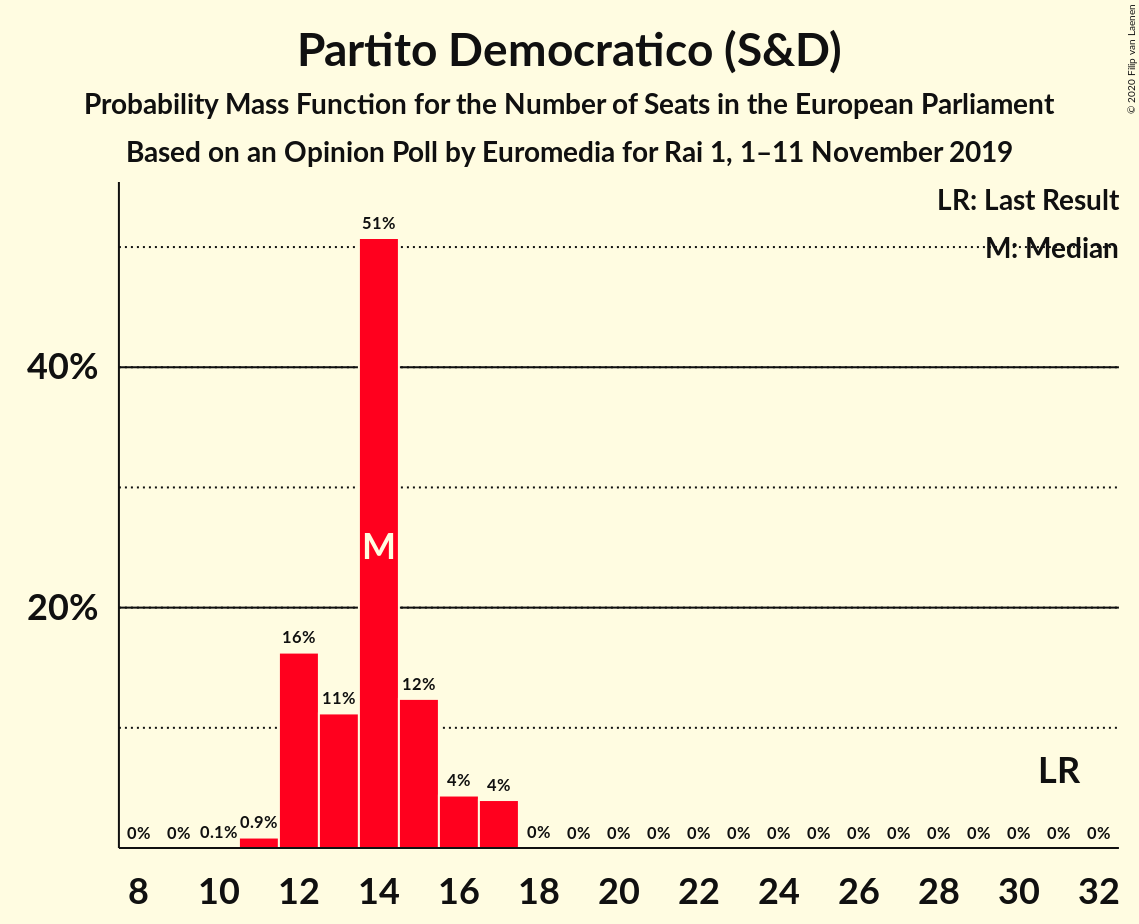 Partito Democratico (S&D)
Probability Mass Function for the Number of Seats in the European Parliament
Based on an Opinion Poll by Euromedia for Rai 1, 1–11 November 2019
© 2020 Filip van Laenen
LR: Last Result
M: Median
40%
20%
0% 0% 0.1% 0.9% 16% 11% 51% 12% 4% 4% 0% 0% 0% 0% 0% 0% 0% 0% 0% 0% 0% 0% 0% 0% 0%
M
LR
8 10 12 14 16 18 20 22 24 26 28 30 32